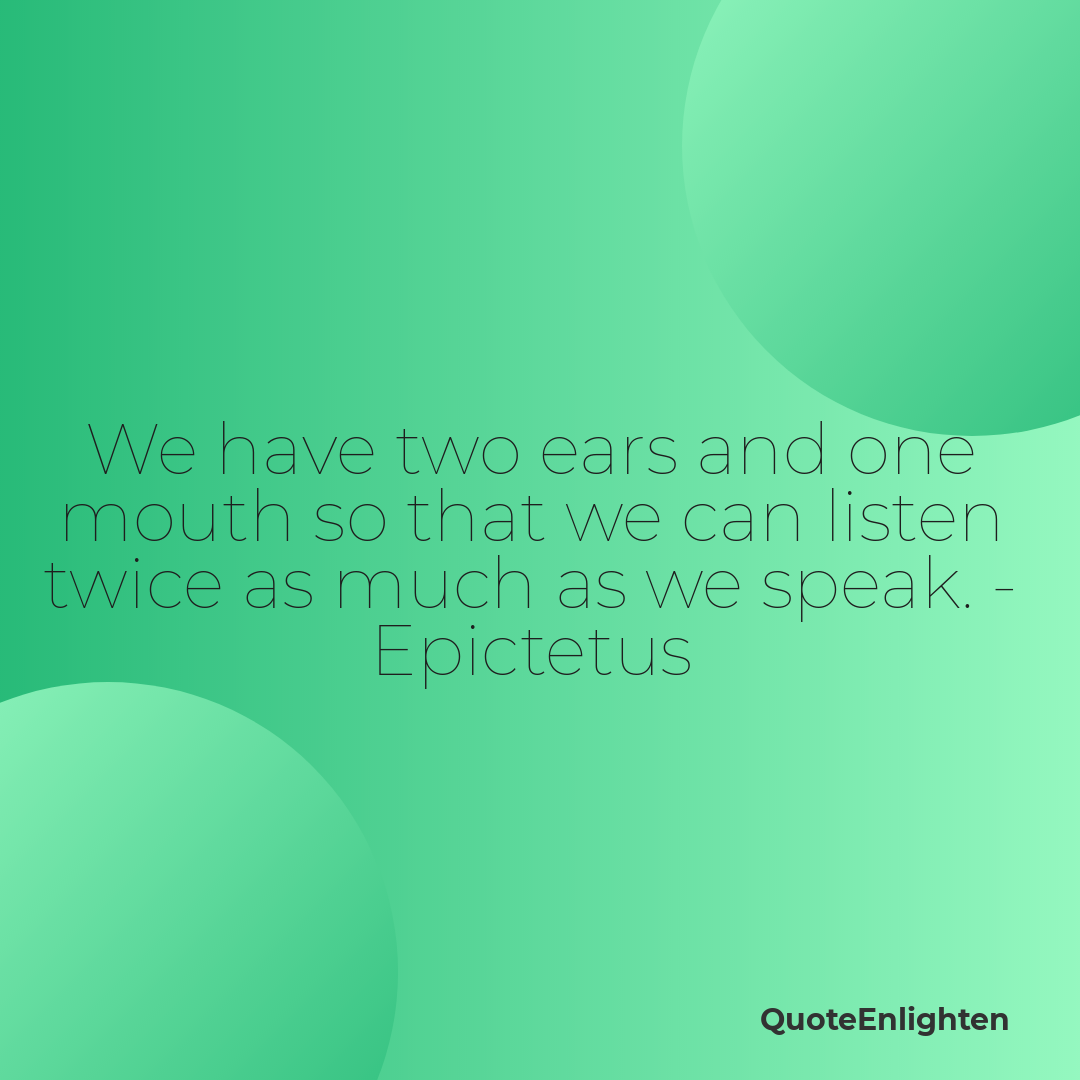 We have two ears and one
mouth so that we can listen
twice as much as we speak. -
Epictetus
QuoteEnlighten